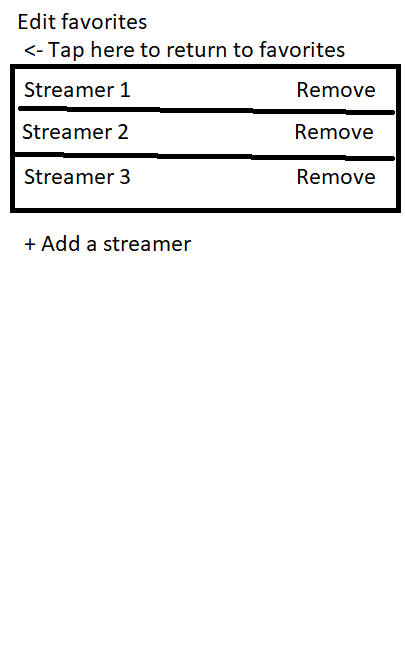 Edit favorites
<- Tap here to return to favorites
Streamer 1 Remove
Streamer 2 Remove
Streamer 3 Remove
+ Add a streamer